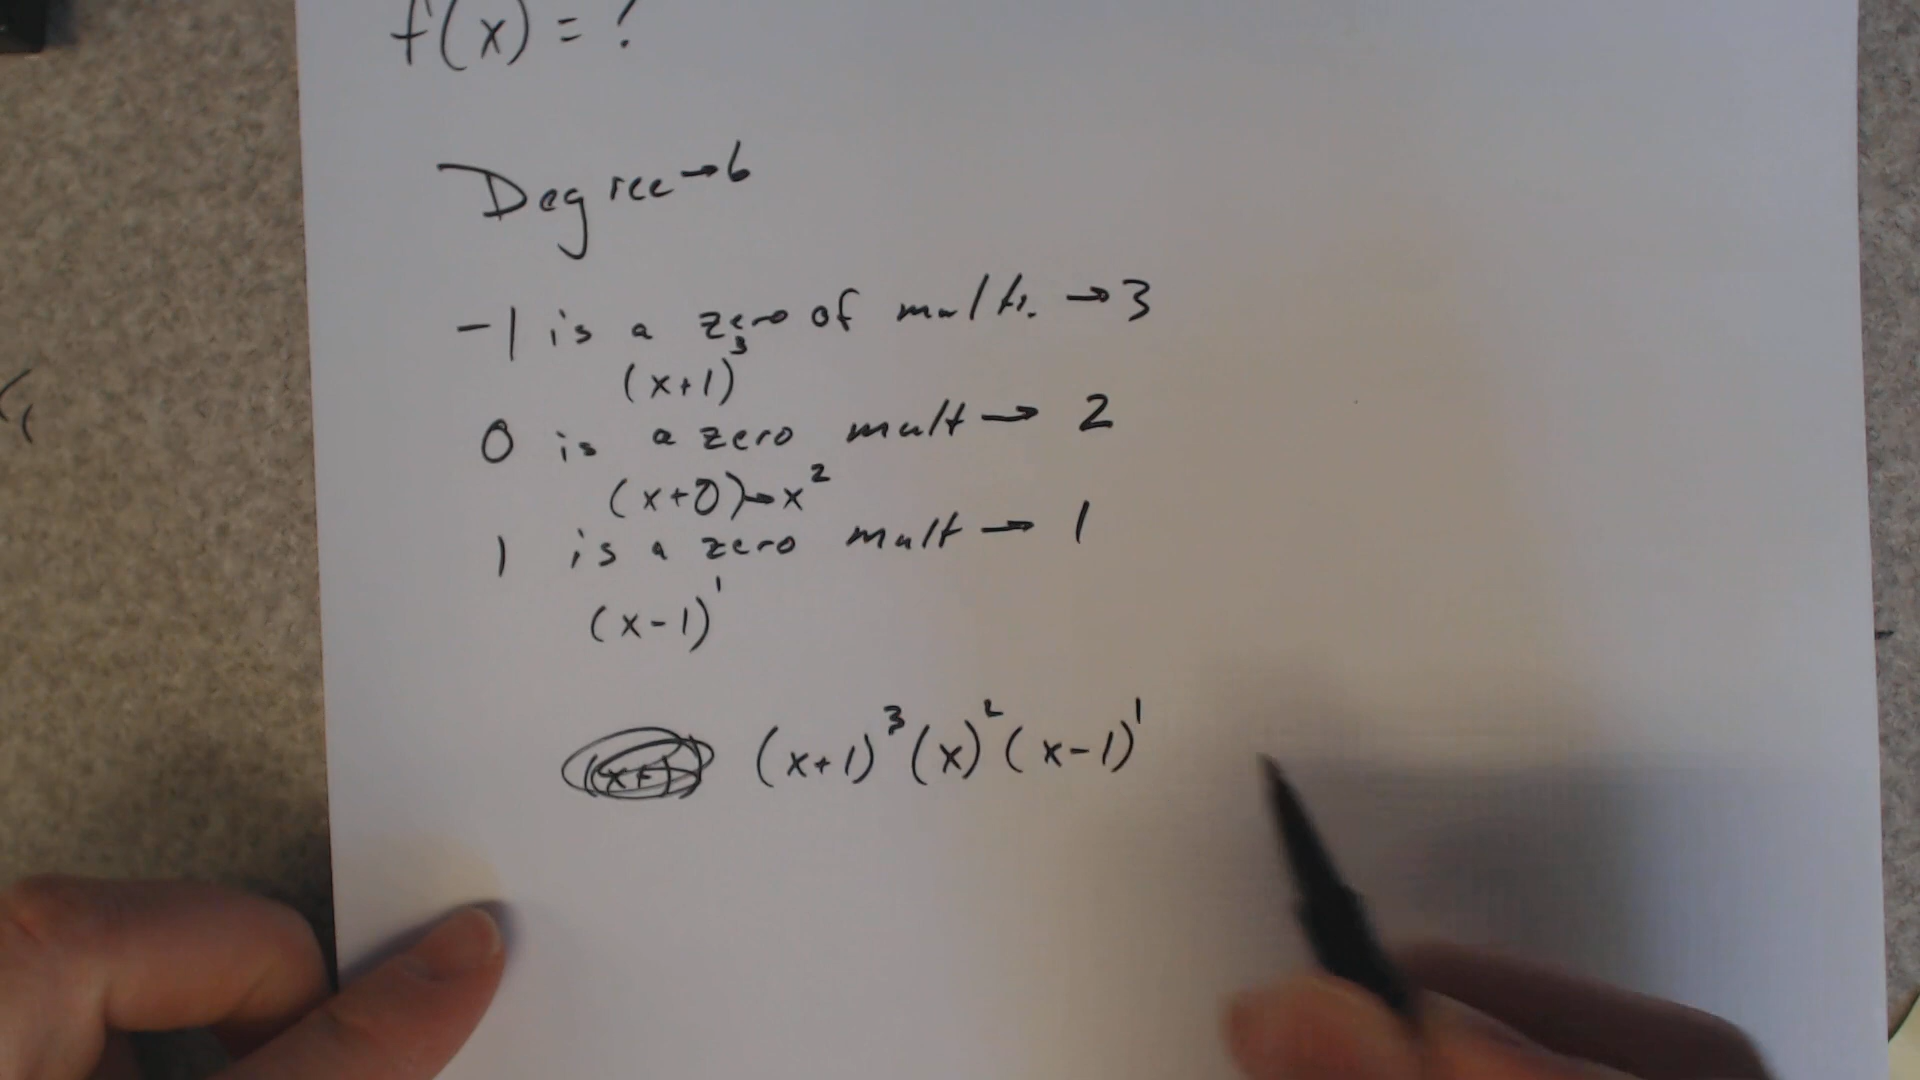 f(x) = ?
Degree→6
-1 is a zero of multi. → 3
(x+1)³
0 is a zero mult → 2
(x+0)→x²
1 is a zero mult → 1
(x-1)¹
(x+1)³(x)²(x-1)¹